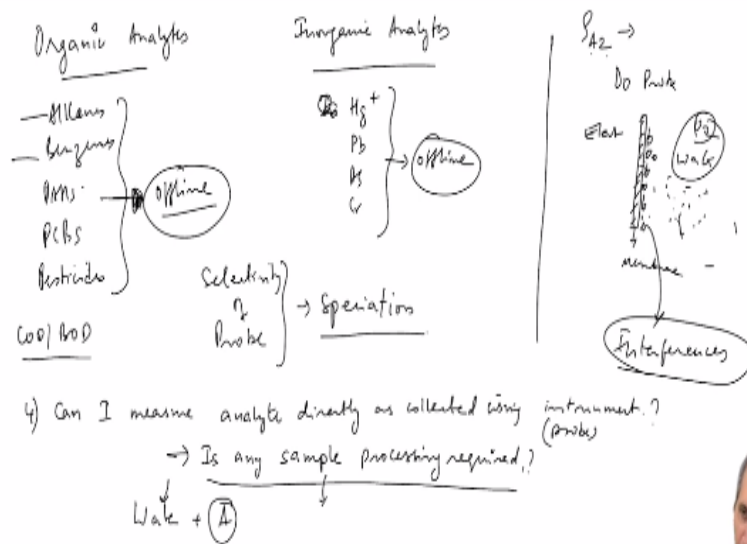 Organic Analytes
Alkanes
Benzenes
PAHs
PCBs
Pesticides
offline
COD/BOD
Inorganic Analytes
Hg+
Pb
As
Cr
offline
Selectivity
of
Probe
→ Speciation
ρA2 →
DO Probe
O2
Water
membrane
Interferences
4) Can I measure analyte directly as collected using instrument?
(probe)
→ Is any sample processing required?
Water + A